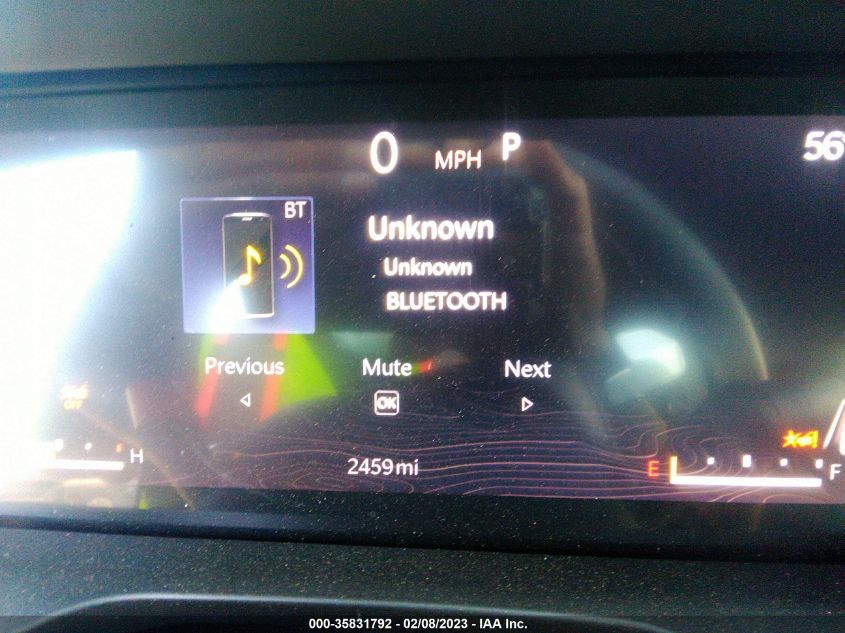 0 MPH P 56°
BT
Unknown
Unknown
BLUETOOTH
Previous Mute Next
OK
OFF
H
2459mi
E F
000-35831792 - 02/08/2023 - IAA Inc.